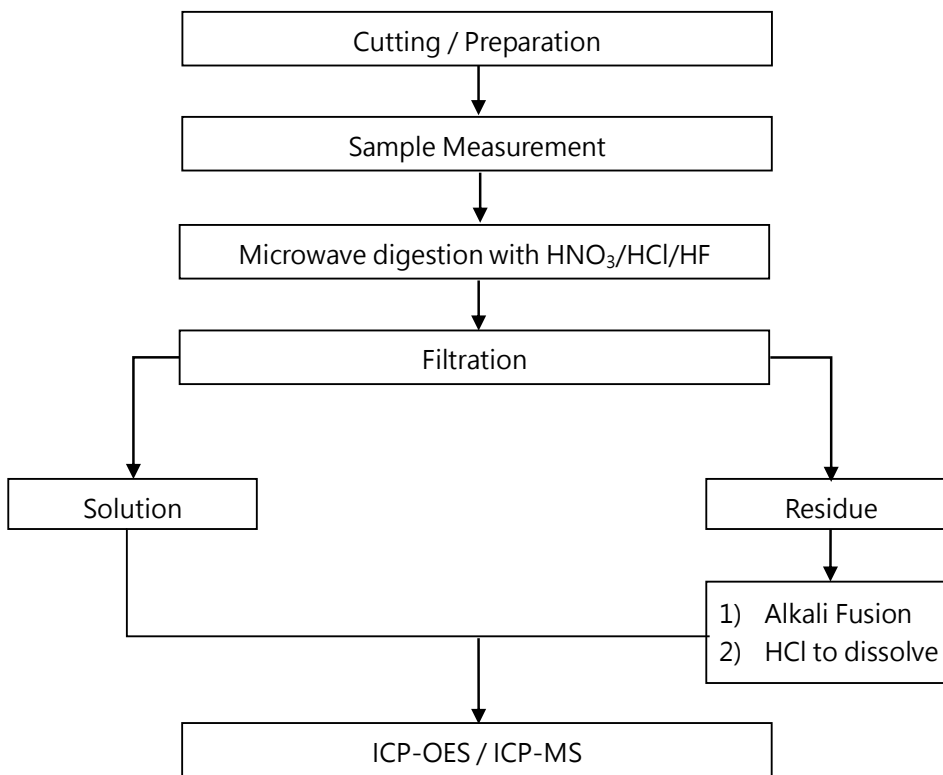 Cutting / Preparation
Sample Measurement
Microwave digestion with HNO₃/HCl/HF
Filtration
Solution
Residue
1) Alkali Fusion
2) HCl to dissolve
ICP-OES / ICP-MS